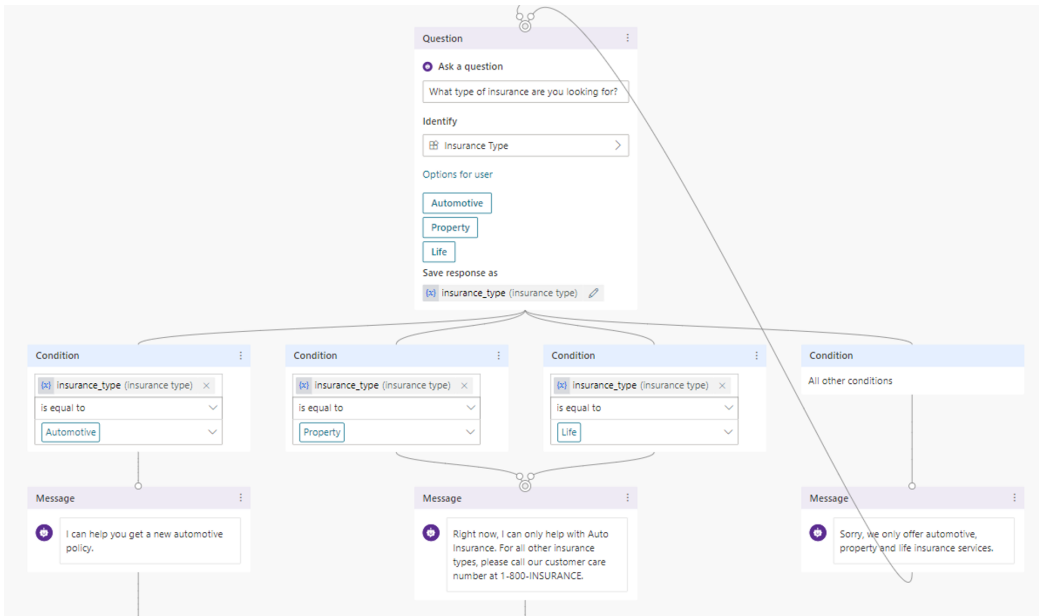 Question
Ask a question
What type of insurance are you looking for?
Identify
Insurance Type
Options for user
Automotive
Property
Life
Save response as
{x} insurance_type (insurance type)
Condition
{x} insurance_type (insurance type)
is equal to
Automotive
Condition
{x} insurance_type (insurance type)
is equal to
Property
Condition
{x} insurance_type (insurance type)
is equal to
Life
Condition
All other conditions
Message
I can help you get a new automotive
policy.
Message
Right now, I can only help with Auto
Insurance. For all other insurance
types, please call our customer care
number at 1-800-INSURANCE.
Message
Sorry, we only offer automotive,
property and life insurance services.